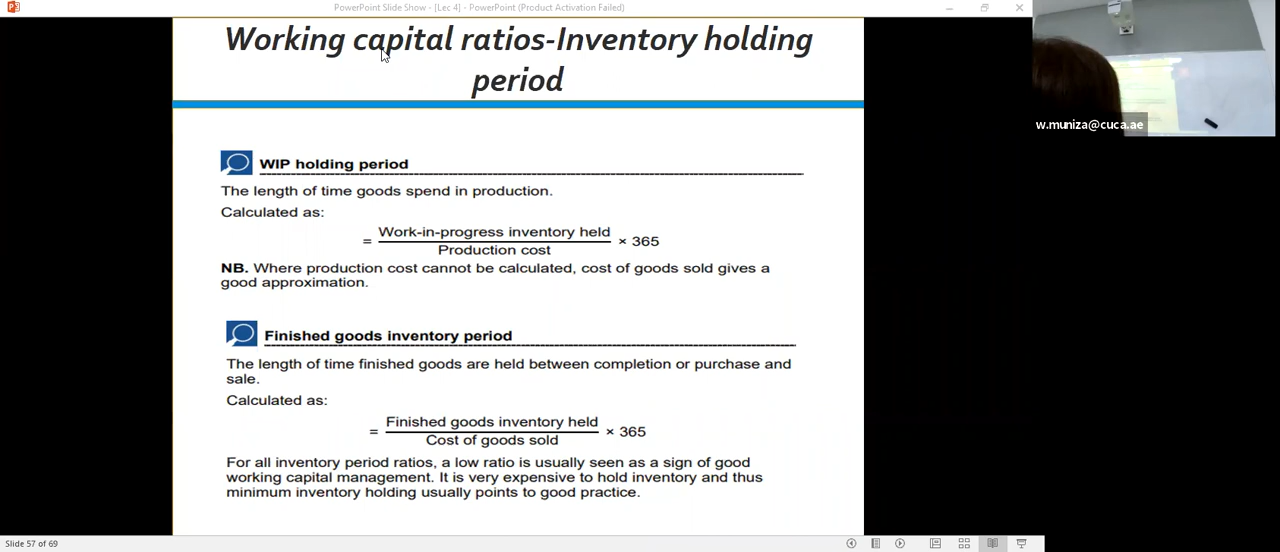 PowerPoint Slide Show - [Lec 4] - PowerPoint (Product Activation Failed)
Working capital ratios-Inventory holding
period
w.muniza@cuca.ae
WIP holding period
The length of time goods spend in production.
Calculated as:
= Work-in-progress inventory held
Production cost
× 365
NB. Where production cost cannot be calculated, cost of goods sold gives a
good approximation.
Finished goods inventory period
The length of time finished goods are held between completion or purchase and
sale.
Calculated as:
= Finished goods inventory held
Cost of goods sold
× 365
For all inventory period ratios, a low ratio is usually seen as a sign of good
working capital management. It is very expensive to hold inventory and thus
minimum inventory holding usually points to good practice.
Slide 57 of 69